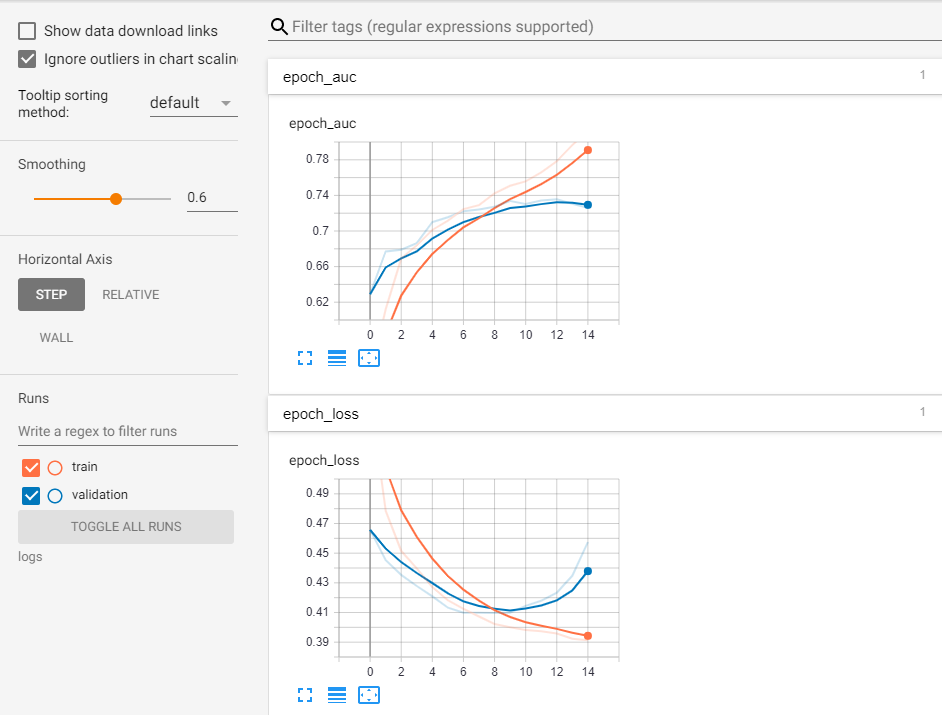 Show data download links
Ignore outliers in chart scalin
Tooltip sorting
method:
default
Smoothing
0.6
Horizontal Axis
STEP
RELATIVE
WALL
Runs
Write a regex to filter runs
train
validation
TOGGLE ALL RUNS
logs
Filter tags (regular expressions supported)
epoch_auc
1
epoch_auc
0.78
0.74
0.7
0.66
0.62
0 2 4 6 8 10 12 14
epoch_loss
1
epoch_loss
0.49
0.47
0.45
0.43
0.41
0.39
0 2 4 6 8 10 12 14